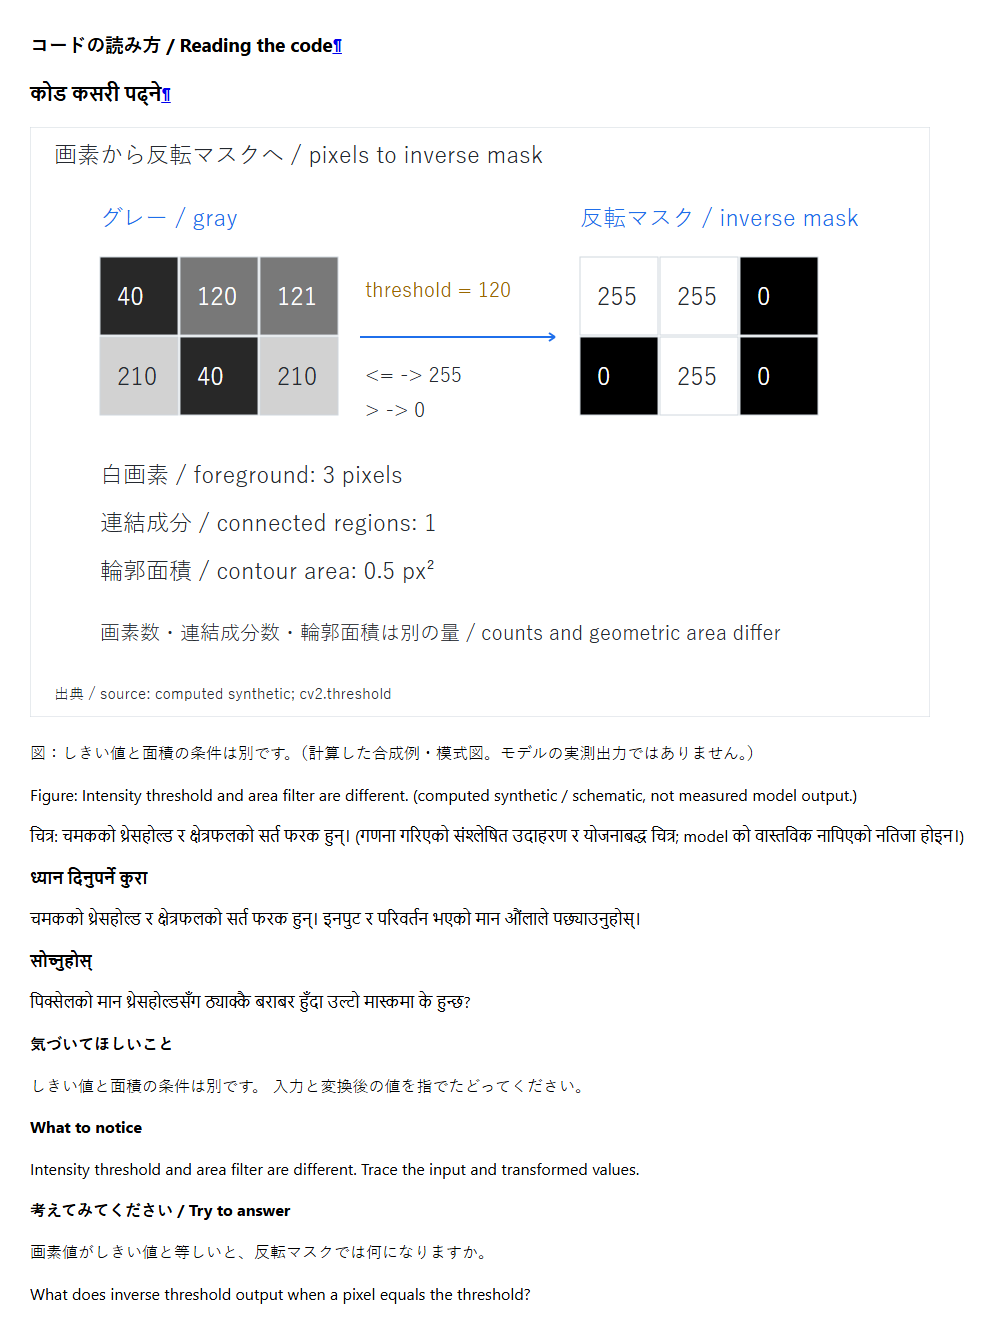 コードの読み方 / Reading the code¶
कोड कसरी पढ्ने¶
画素から反転マスクへ / pixels to inverse mask
グレー / gray
反転マスク / inverse mask
40 120 121
threshold = 120
255 255 0
210 40 210
<= -> 255
> -> 0
0 255 0
白画素 / foreground: 3 pixels
連結成分 / connected regions: 1
輪郭面積 / contour area: 0.5 px²
画素数・連結成分数・輪郭面積は別の量 / counts and geometric area differ
出典 / source: computed synthetic; cv2.threshold
図：しきい値と面積の条件は別です。（計算した合成例・模式図。モデルの実測出力ではありません。）
Figure: Intensity threshold and area filter are different. (computed synthetic / schematic, not measured model output.)
चित्र: चमकको थ्रेसहोल्ड र क्षेत्रफलको सर्त फरक हुन्। (गणना गरिएको संश्लेषित उदाहरण र योजनाबद्ध चित्र; model को वास्तविक नापिएको नतिजा होइन।)
ध्यान दिनुपर्ने कुरा
चमकको थ्रेसहोल्ड र क्षेत्रफलको सर्त फरक हुन्। इनपुट र परिवर्तन भएको मान औंलाले पछ्याउनुहोस्।
सोच्नुहोस्
पिक्सेलको मान थ्रेसहोल्डसँग ठ्याक्कै बराबर हुँदा उल्टो मास्कमा के हुन्छ?
気づいてほしいこと
しきい値と面積の条件は別です。 入力と変換後の値を指でたどってください。
What to notice
Intensity threshold and area filter are different. Trace the input and transformed values.
考えてみてください / Try to answer
画素値がしきい値と等しいと、反転マスクでは何になりますか。
What does inverse threshold output when a pixel equals the threshold?